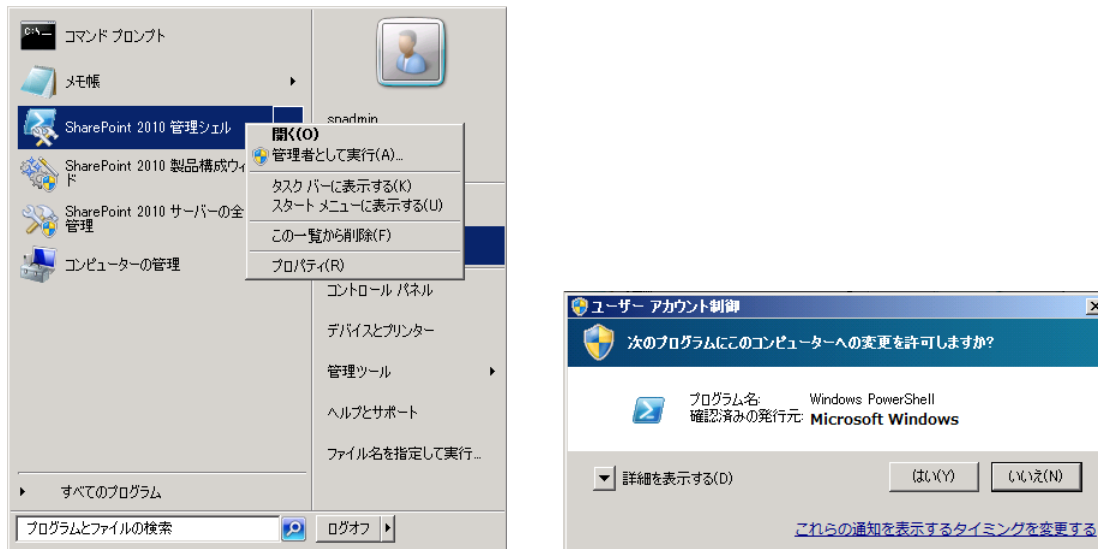 C:\
コマンド プロンプト
メモ帳
SharePoint 2010 管理シェル
SharePoint 2010 製品構成ウィ
ド
SharePoint 2010 サーバーの全
管理
コンピューターの管理
すべてのプログラム
プログラムとファイルの検索
spadmin
開く(O)
管理者として実行(A)...
タスク バーに表示する(K)
スタート メニューに表示する(U)
この一覧から削除(F)
プロパティ(R)
コントロール パネル
デバイスとプリンター
管理ツール
ヘルプとサポート
ファイル名を指定して実行...
ログオフ
ユーザー アカウント制御
次のプログラムにこのコンピューターへの変更を許可しますか?
プログラム名: Windows PowerShell
確認済みの発行元: Microsoft Windows
詳細を表示する(D)
はい(Y)
いいえ(N)
これらの通知を表示するタイミングを変更する